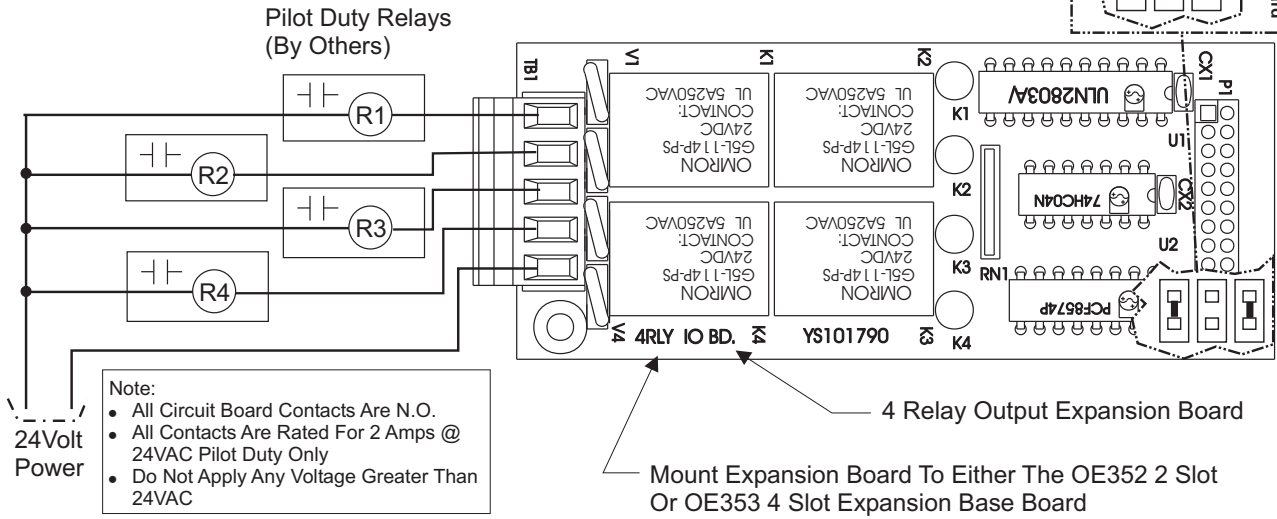 Pilot Duty Relays
(By Others)
R1
R2
R3
R4
24Volt
Power
Note:
• All Circuit Board Contacts Are N.O.
• All Contacts Are Rated For 2 Amps @
24VAC Pilot Duty Only
• Do Not Apply Any Voltage Greater Than
24VAC
TB1
V1
K1
K2
CX1
P1
OMRON
G5L-114P-PS
24VDC
CONTACT:
UL 5A250VAC
OMRON
G5L-114P-PS
24VDC
CONTACT:
UL 5A250VAC
K1
ULN2803A/
U1
K2
74HC04N
CX2
OMRON
G5L-114P-PS
24VDC
CONTACT:
UL 5A250VAC
OMRON
G5L-114P-PS
24VDC
CONTACT:
UL 5A250VAC
K3
RN1
U2
PCF8574P
K4
V4
4RLY IO BD.
K4
YS101790
K3
4 Relay Output Expansion Board
Mount Expansion Board To Either The OE352 2 Slot
Or OE353 4 Slot Expansion Base Board